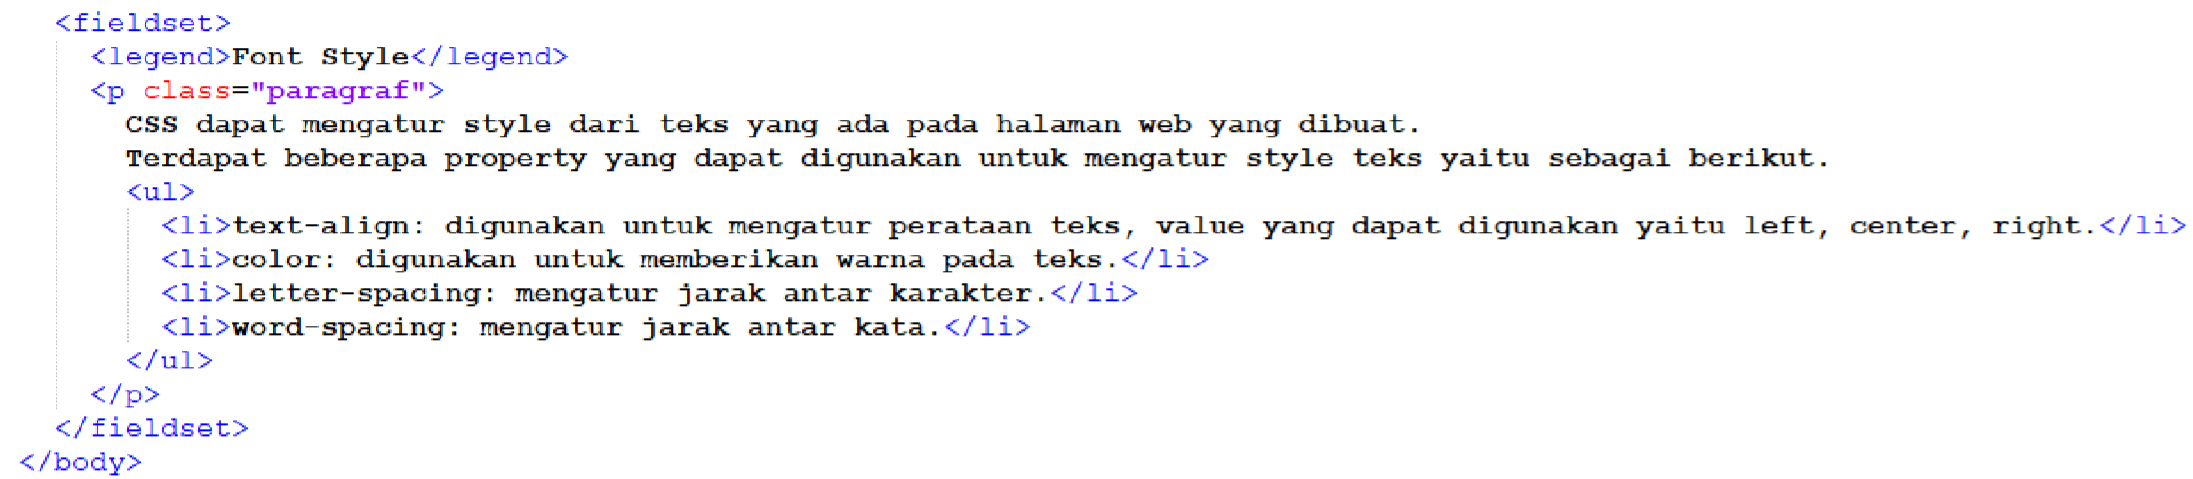 <fieldset>
<legend>Font Style</legend>
<p class="paragraf">
CSS dapat mengatur style dari teks yang ada pada halaman web yang dibuat.
Terdapat beberapa property yang dapat digunakan untuk mengatur style teks yaitu sebagai berikut.
<ul>
<li>text-align: digunakan untuk mengatur perataan teks, value yang dapat digunakan yaitu left, center, right.</li>
<li>color: digunakan untuk memberikan warna pada teks.</li>
<li>letter-spacing: mengatur jarak antar karakter.</li>
<li>word-spacing: mengatur jarak antar kata.</li>
</ul>
</p>
</fieldset>
</body>